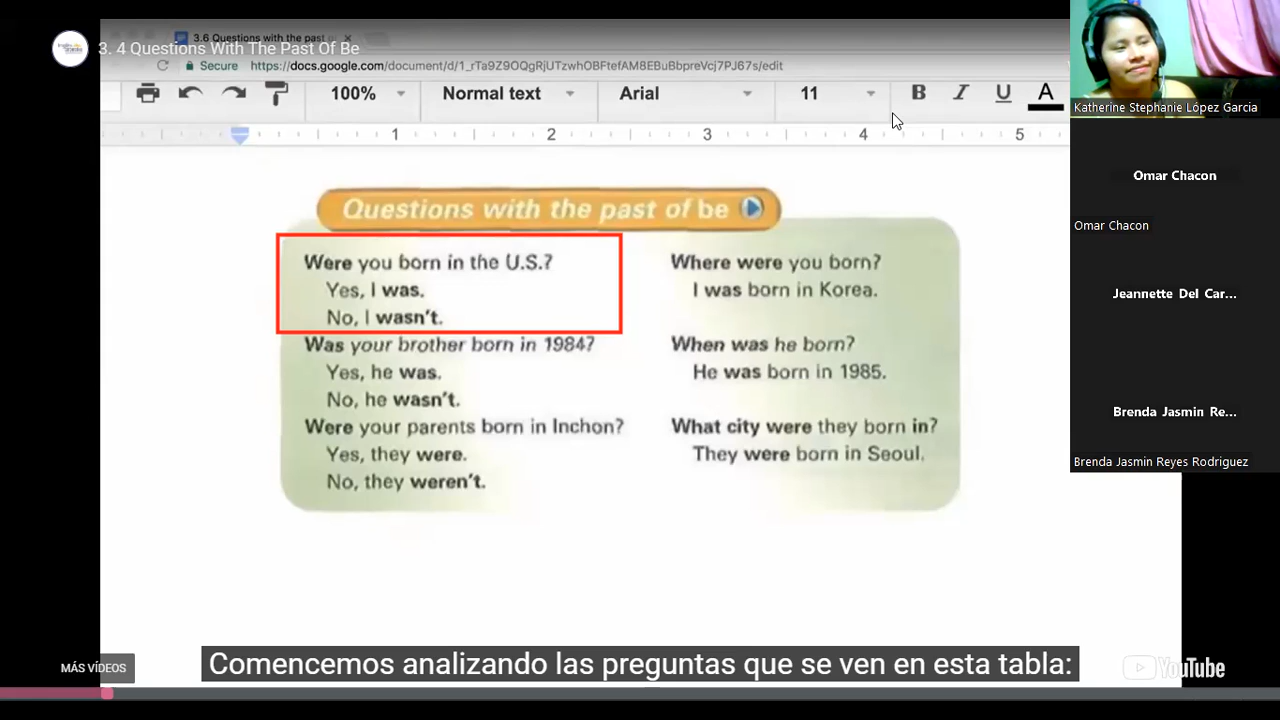 3. 4 Questions With The Past Of Be
3.6 Questions with the past
Secure
https://docs.google.com/document/d/1_rTa9Z9OQgRjUTzwhOBFtefAM8EBuBbpreVcj7PJ67s/edit
100% Normal text Arial 11 B I U A
1 2 3 4 5
Questions with the past of be
Were you born in the U.S.?
Yes, I was.
No, I wasn't.
Was your brother born in 1984?
Yes, he was.
No, he wasn't.
Were your parents born in Inchon?
Yes, they were.
No, they weren't.
Where were you born?
I was born in Korea.
When was he born?
He was born in 1985.
What city were they born in?
They were born in Seoul.
Comencemos analizando las preguntas que se ven en esta tabla:
MÁS VÍDEOS
YouTube
Katherine Stephanie López Garcia
Omar Chacon
Omar Chacon
Jeannette Del Car...
Brenda Jasmin Re...
Brenda Jasmin Reyes Rodriguez